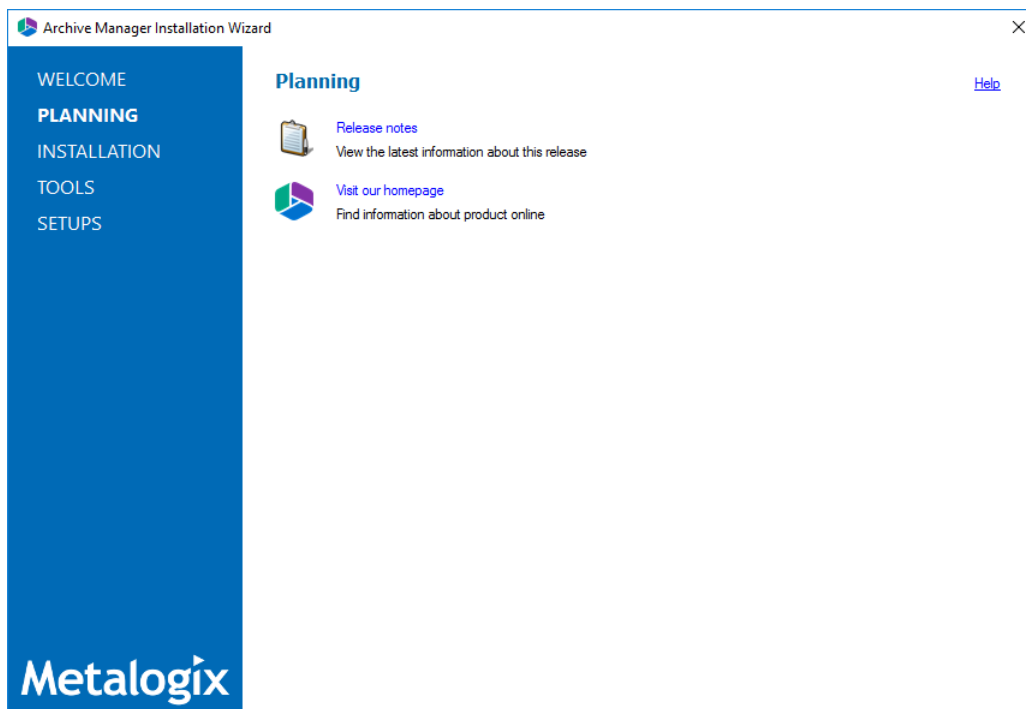 Archive Manager Installation Wizard
WELCOME
PLANNING
INSTALLATION
TOOLS
SETUPS
Metalogix
Planning
Help
Release notes
View the latest information about this release
Visit our homepage
Find information about product online